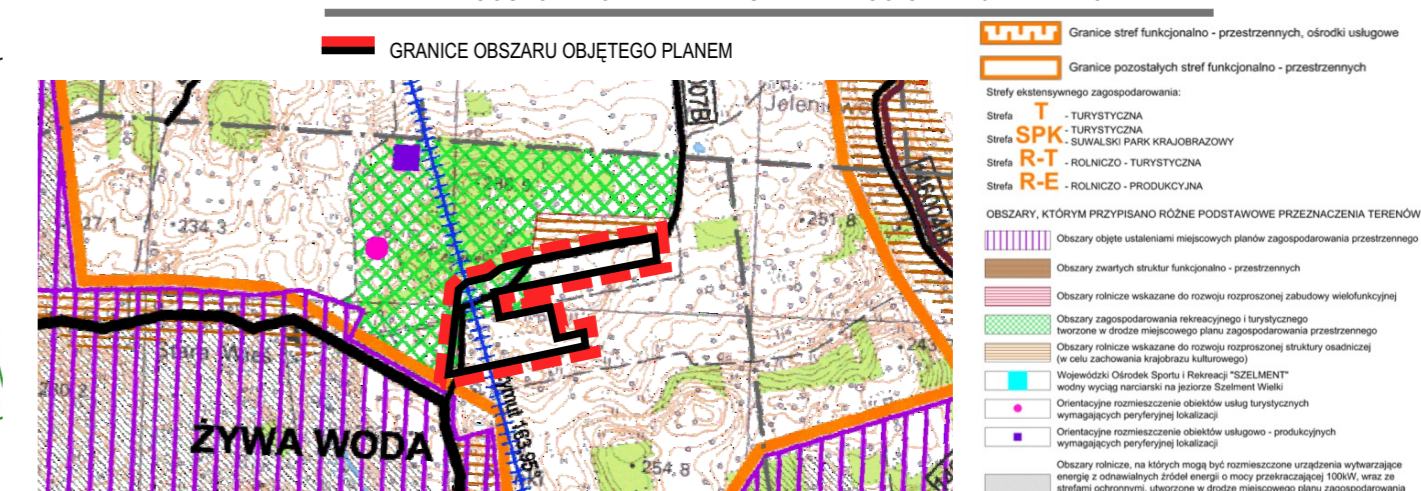 GRANICE OBSZARU OBJĘTEGO PLANEM
Granice stref funkcjonalno - przestrzennych, ośrodki usługowe
Granice pozostałych stref funkcjonalno - przestrzennych
Strefy ekstensywnego zagospodarowania:
Strefa T - TURYSTYCZNA
Strefa SPK - TURYSTYCZNA
- SUWALSKI PARK KRAJOBRAZOWY
Strefa R-T - ROLNICZO - TURYSTYCZNA
Strefa R-E - ROLNICZO - PRODUKCYJNA
OBSZARY, KTÓRYM PRZYPISANO RÓŻNE PODSTAWOWE PRZEZNACZENIA TERENÓW
Obszary objęte ustaleniami miejscowych planów zagospodarowania przestrzennego
Obszary zwartych struktur funkcjonalno - przestrzennych
Obszary rolnicze wskazane do rozwoju rozproszonej zabudowy wielofunkcyjnej
Obszary zagospodarowania rekreacyjnego i turystycznego
tworzone w drodze miejscowego planu zagospodarowania przestrzennego
Obszary rolnicze wskazane do rozwoju rozproszonej struktury osadniczej
(w celu zachowania krajobrazu kulturowego)
Wojewódzki Ośrodek Sportu i Rekreacji "SZELMENT"
wodny wyciąg narciarski na jeziorze Szelment Wielki
Orientacyjne rozmieszczenie obiektów usług turystycznych
wymagających peryferyjnej lokalizacji
Orientacyjne rozmieszczenie obiektów usługowo - produkcyjnych
wymagających peryferyjnej lokalizacji
Obszary rolnicze, na których mogą być rozmieszczone urządzenia wytwarzające
energię z odnawialnych źródeł energii o mocy przekraczającej 100kW, wraz ze
strefami ochronnymi, utworzone w drodze miejscowego planu zagospodarowania
007B
27.1
234,3
251,8
ŻYWA WODA
254,8